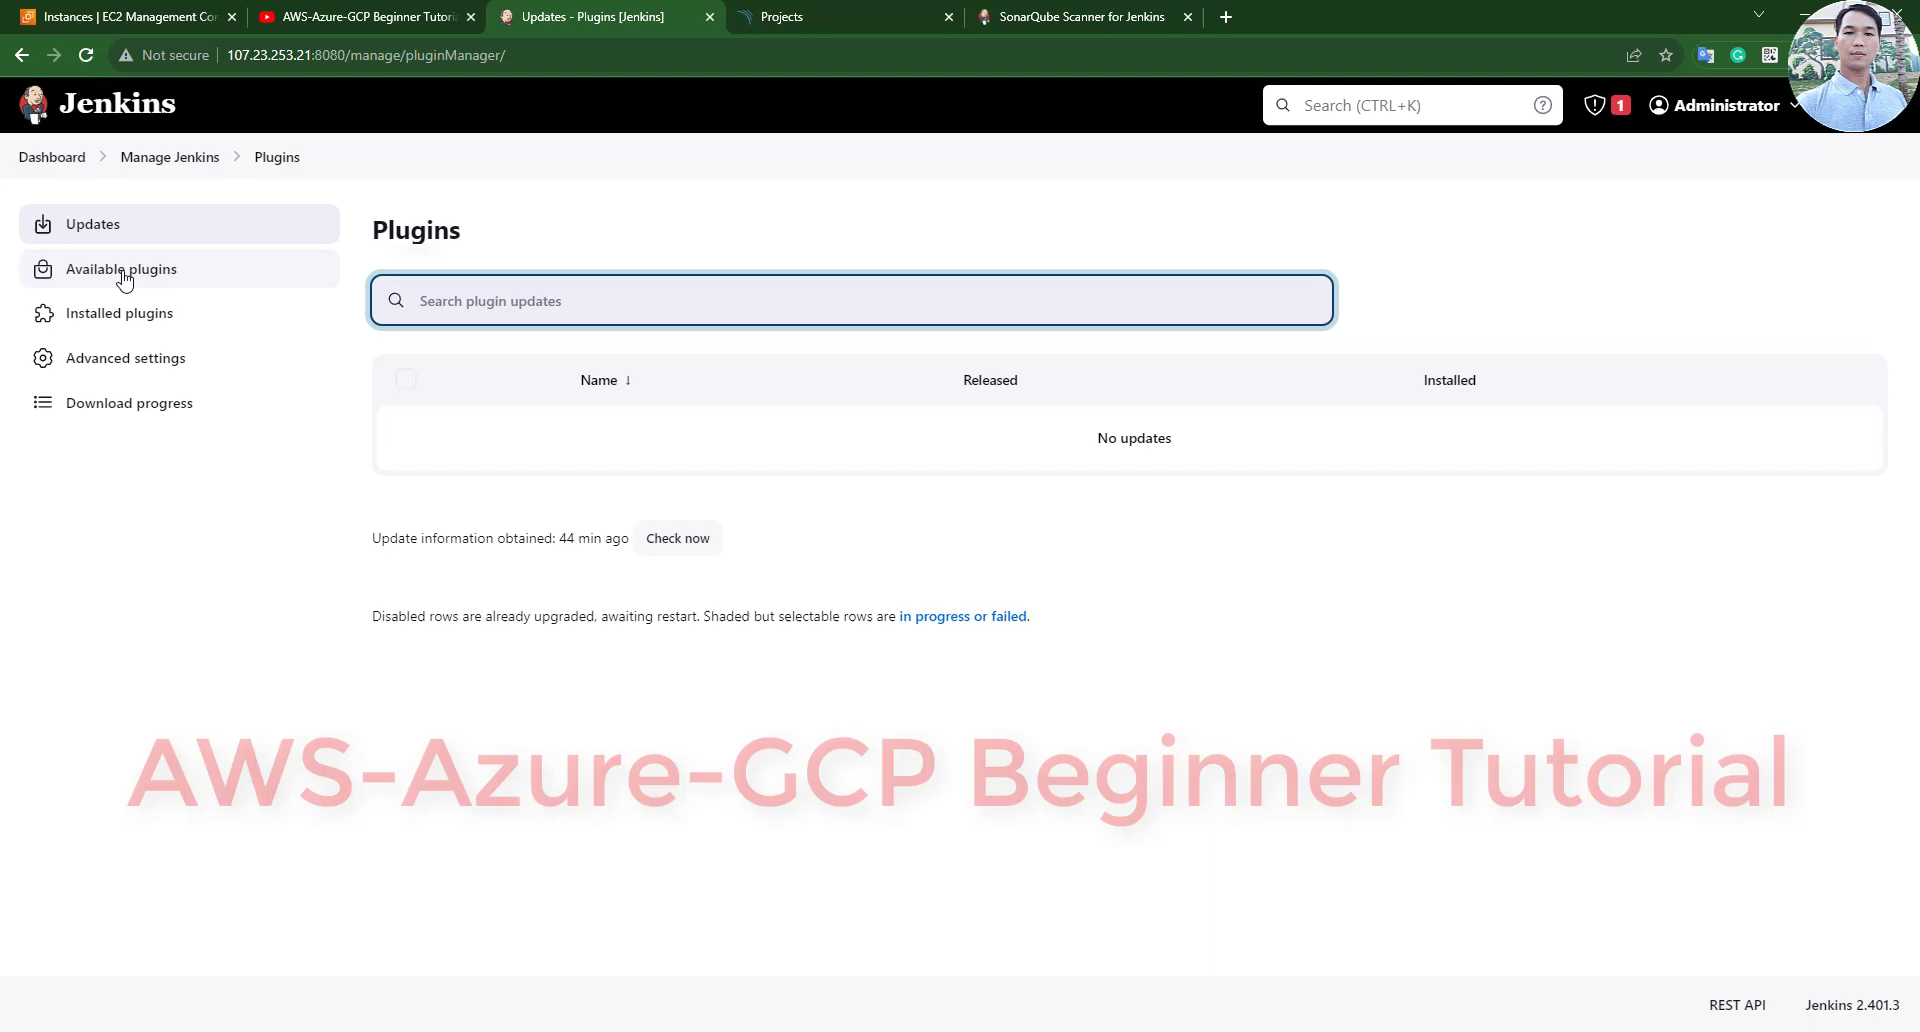 Instances | EC2 Management Cor
AWS-Azure-GCP Beginner Tutoria
Updates - Plugins [Jenkins]
Projects
SonarQube Scanner for Jenkins
Not secure
107.23.253.21:8080/manage/pluginManager/
Jenkins
Search (CTRL+K)
1
Administrator
Dashboard
Manage Jenkins
Plugins
Updates
Available plugins
Installed plugins
Advanced settings
Download progress
Plugins
Search plugin updates
Name ↓
Released
Installed
No updates
Update information obtained: 44 min ago
Check now
Disabled rows are already upgraded, awaiting restart. Shaded but selectable rows are in progress or failed.
AWS-Azure-GCP Beginner Tutorial
REST API
Jenkins 2.401.3